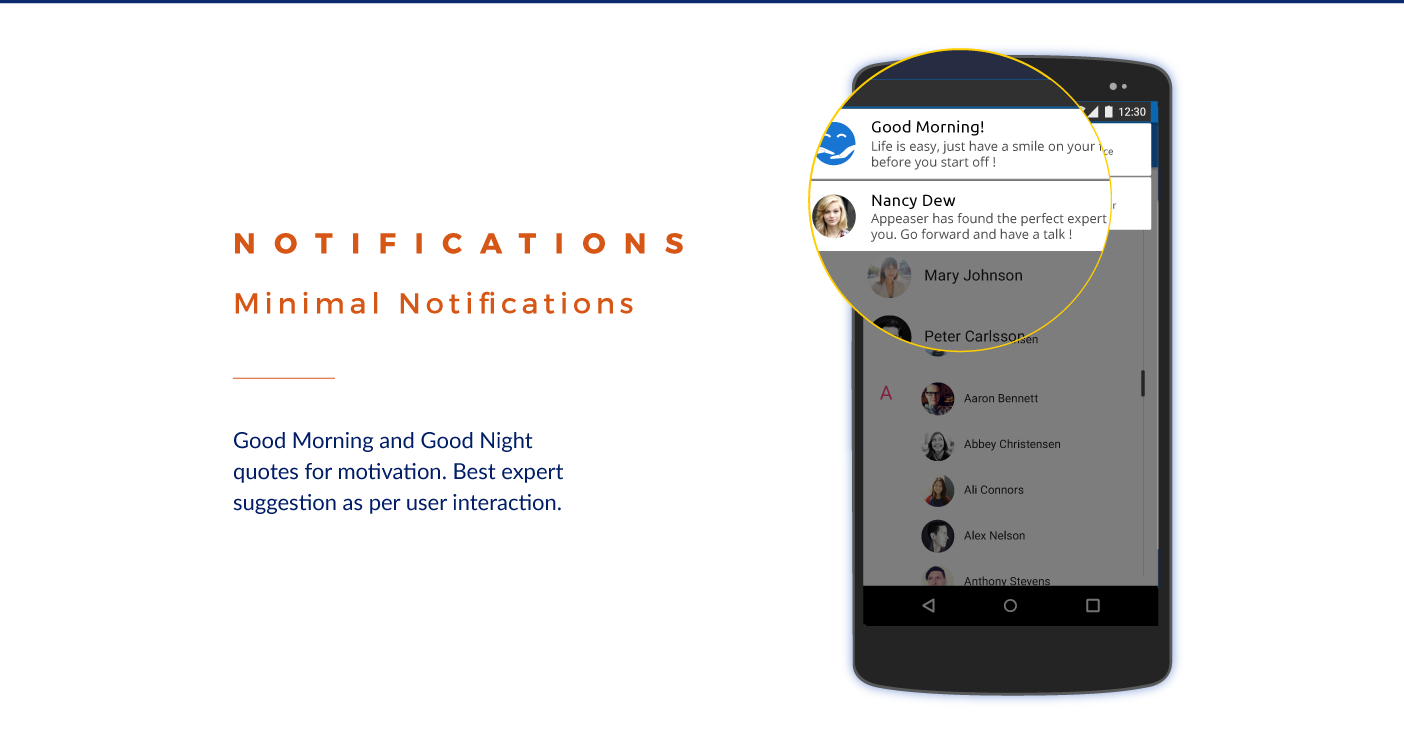 NOTIFICATIONS
Minimal Notifications
Good Morning and Good Night
quotes for motivation. Best expert
suggestion as per user interaction.
12:30
Good Morning!
Life is easy, just have a smile on your
before you start off !
Nancy Dew
Appeaser has found the perfect expert
you. Go forward and have a talk !
Mary Johnson
Peter Carlsson
A
Aaron Bennett
Abbey Christensen
Ali Connors
Alex Nelson
Anthony Stevens